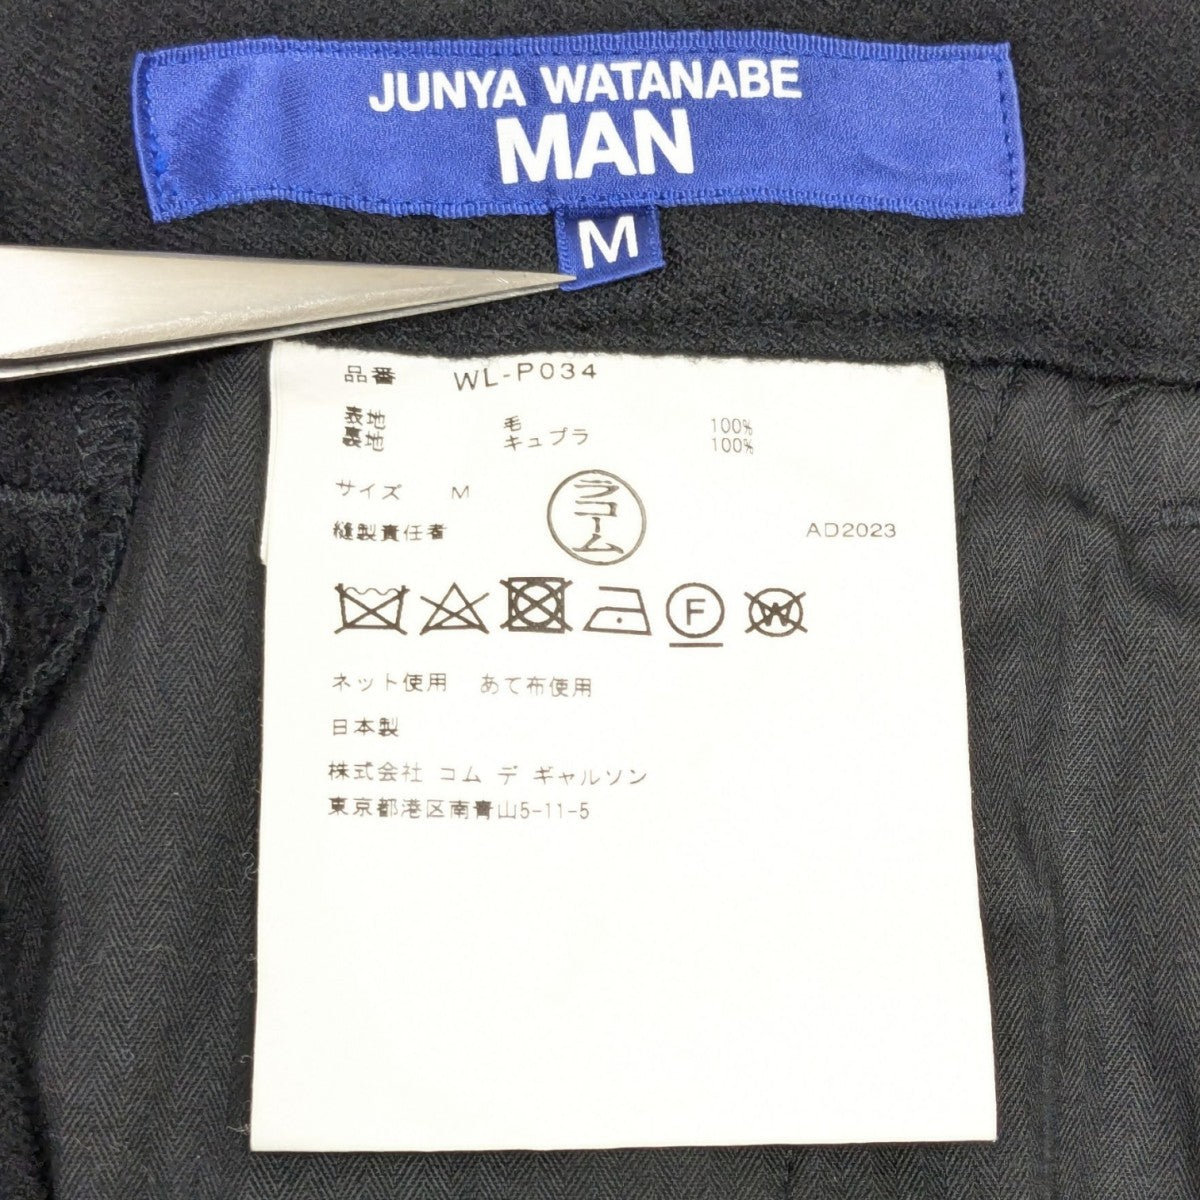 JUNYA WATANABE
MAN
M
品番 WL-P034
表地 毛 100%
裏地 キュプラ 100%
サイズ M
縫製責任者 ラコーム AD2023
F W
ネット使用 あて布使用
日本製
株式会社 コム デ ギャルソン
東京都港区南青山5-11-5